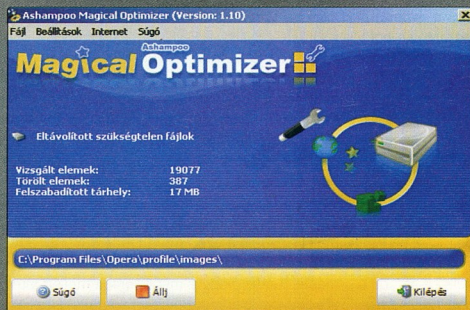 Ashampoo Magical Optimizer (Version: 1.10)
Fájl Beállítások Internet Súgó
Ashampoo
Magical Optimizer
Eltávolított szükségtelen fájlok
Vizsgált elemek: 19077
Törölt elemek: 387
Felszabadított tárhely: 17 MB
C:\Program Files\Opera\profile\images\
Súgó Állj Kilépés